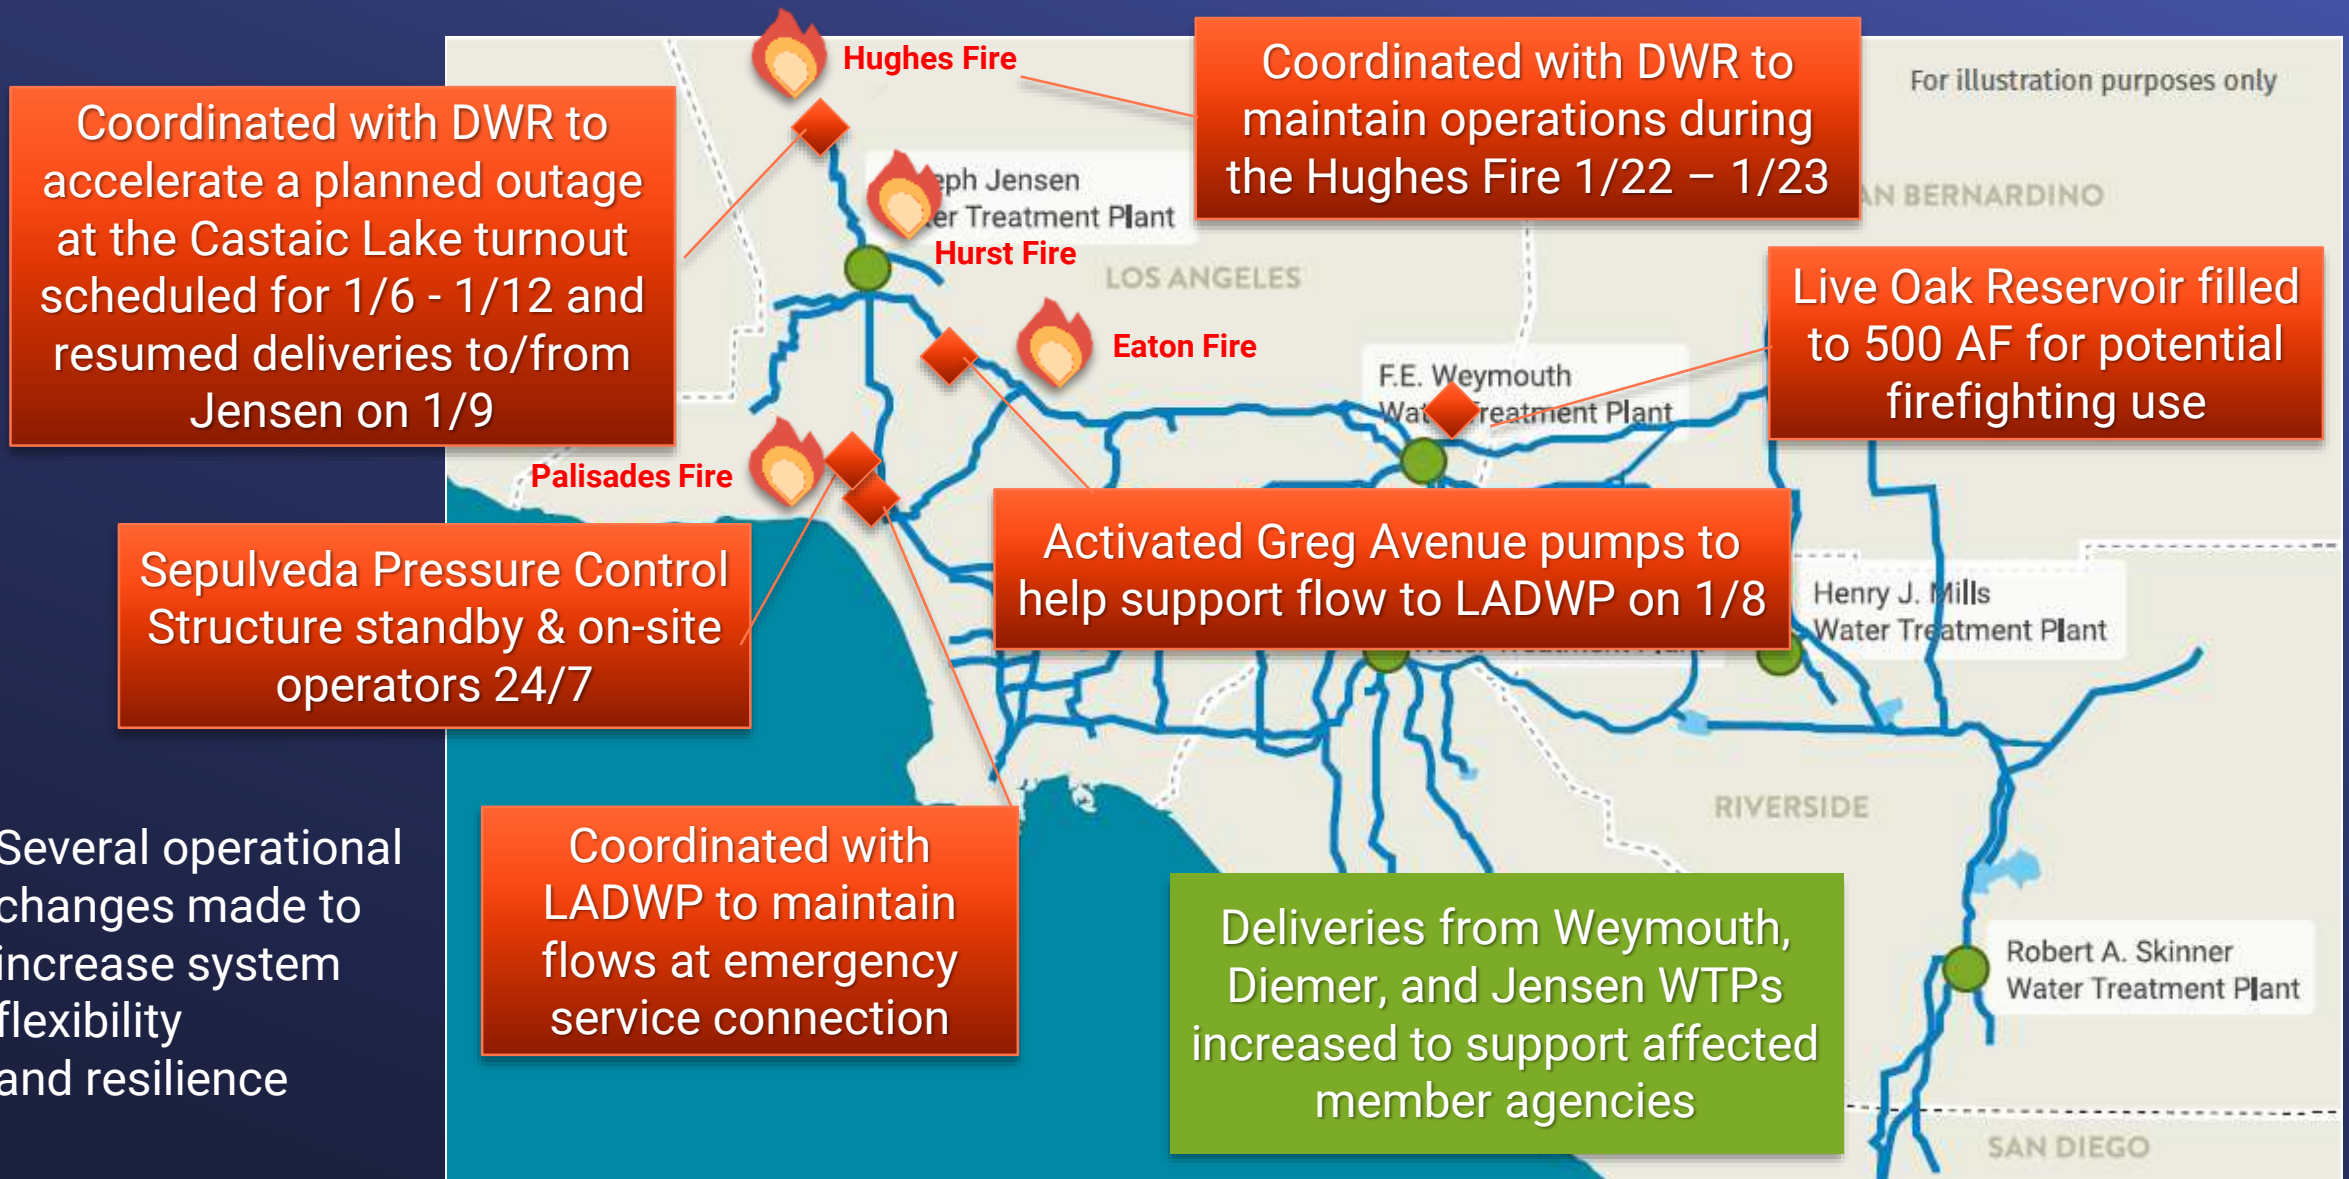 Hughes Fire
Coordinated with DWR to
maintain operations during
the Hughes Fire 1/22 – 1/23
For illustration purposes only
Coordinated with DWR to
accelerate a planned outage
at the Castaic Lake turnout
scheduled for 1/6 - 1/12 and
resumed deliveries to/from
Jensen on 1/9
eph Jensen
er Treatment Plant
Hurst Fire
LOS ANGELES
AN BERNARDINO
Live Oak Reservoir filled
to 500 AF for potential
firefighting use
Eaton Fire
F.E. Weymouth
Water Treatment Plant
Palisades Fire
Sepulveda Pressure Control
Structure standby & on-site
operators 24/7
Activated Greg Avenue pumps to
help support flow to LADWP on 1/8
Henry J. Mills
Water Treatment Plant
Several operational
changes made to
increase system
flexibility
and resilience
Coordinated with
LADWP to maintain
flows at emergency
service connection
RIVERSIDE
Deliveries from Weymouth,
Diemer, and Jensen WTPs
increased to support affected
member agencies
Robert A. Skinner
Water Treatment Plant
SAN DIEGO